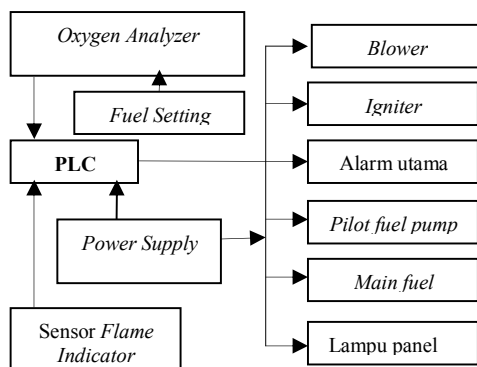 Oxygen Analyzer
Fuel Setting
PLC
Power Supply
Sensor Flame
Indicator
Blower
Igniter
Alarm utama
Pilot fuel pump
Main fuel
Lampu panel